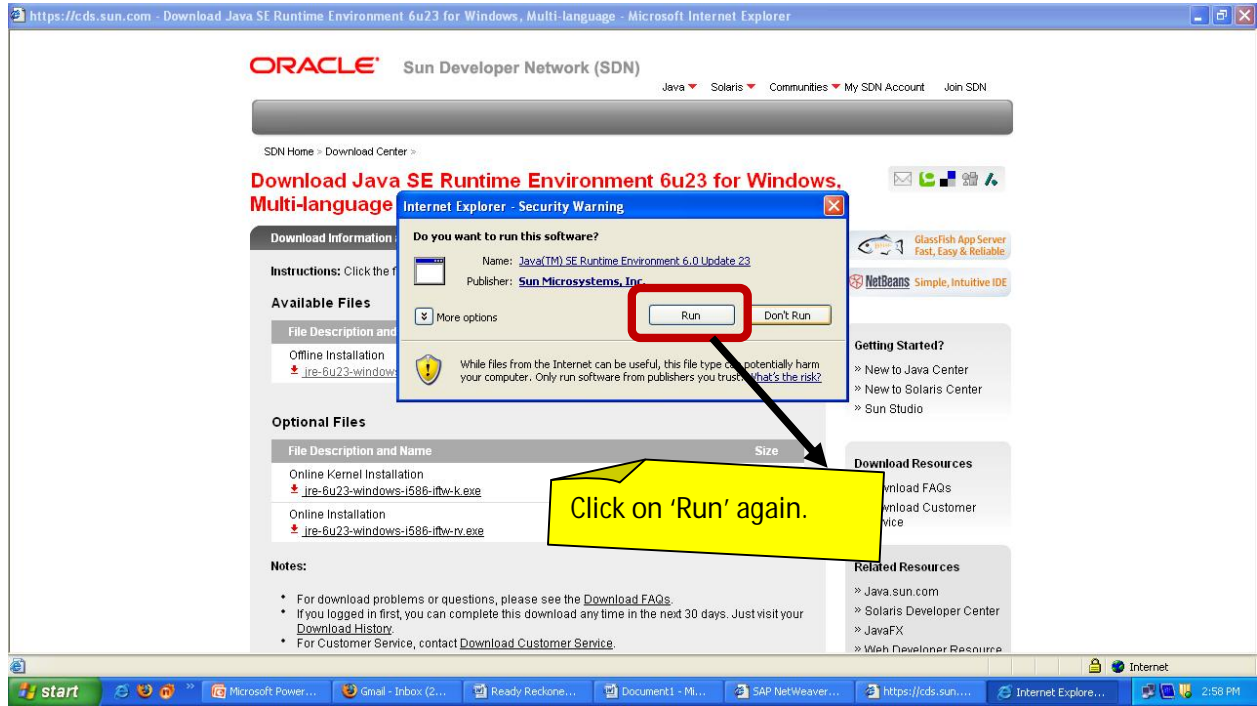 https://cds.sun.com - Download Java SE Runtime Environment 6u23 for Windows, Multi-language - Microsoft Internet Explorer
ORACLE Sun Developer Network (SDN)
Java Solaris Communities My SDN Account Join SDN
SDN Home > Download Center >
Download Java SE Runtime Environment 6u23 for Windows,
Multi-language
Download Information
Instructions: Click the f
Available Files
File Description and
Offline Installation
jre-6u23-window
Internet Explorer - Security Warning
Do you want to run this software?
Name: Java(TM) SE Runtime Environment 6.0 Update 23
Publisher: Sun Microsystems, Inc.
More options
Run
Don't Run
While files from the Internet can be useful, this file type can potentially harm
your computer. Only run software from publishers you trust. What's the risk?
Optional Files
File Description and Name Size
Online Kernel Installation
jre-6u23-windows-i586-iftw-k.exe
Online Installation
jre-6u23-windows-i586-iftw-rv.exe
Click on ‘Run’ again.
Notes:
• For download problems or questions, please see the Download FAQs.
• If you logged in first, you can complete this download any time in the next 30 days. Just visit your
Download History.
• For Customer Service, contact Download Customer Service.
GlassFish App Server
Fast, Easy & Reliable
NetBeans Simple, Intuitive IDE
Getting Started?
» New to Java Center
» New to Solaris Center
» Sun Studio
Download Resources
wnload FAQs
wnload Customer
vice
Related Resources
» Java.sun.com
» Solaris Developer Center
» JavaFX
» Web Developer Resource
Internet
start
Microsoft Power...
Gmail - Inbox (2...
Ready Reckone...
Document1 - Mi...
SAP NetWeaver...
https://cds.sun....
Internet Explore...
2:58 PM